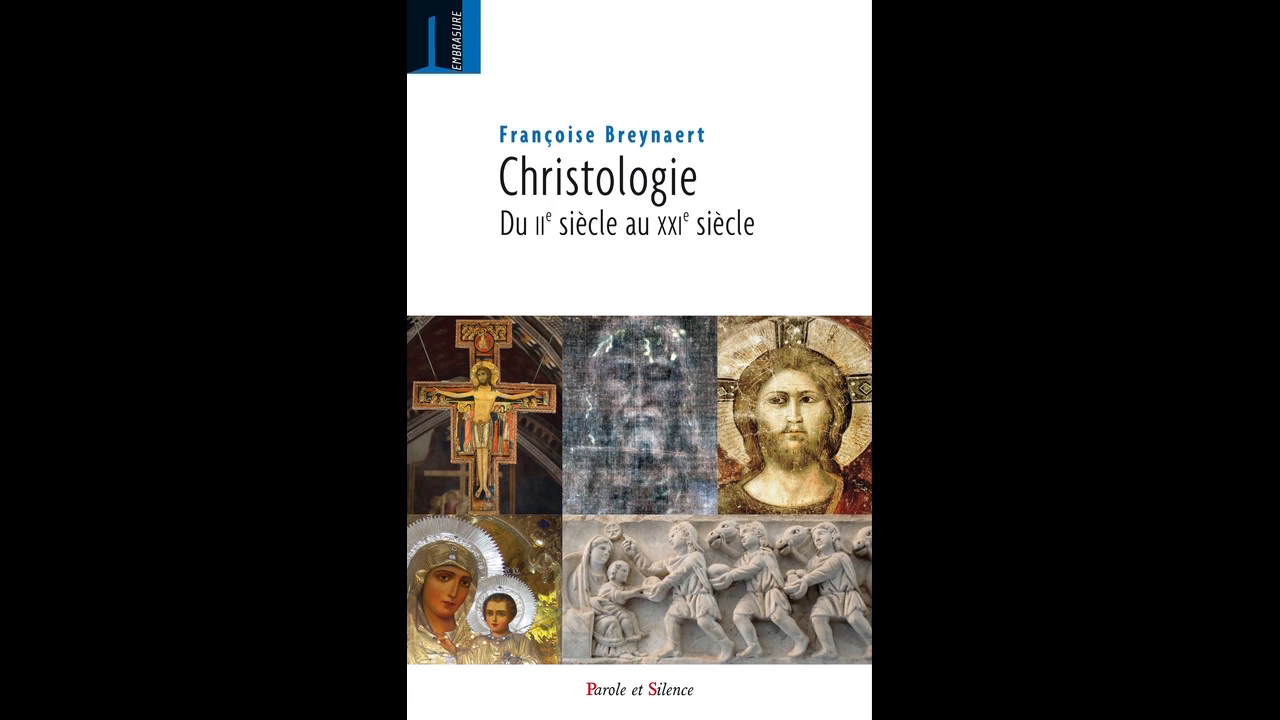 EMBRASURE
Françoise Breynaert
Christologie
Du IIe siècle au XXIe siècle
Parole et Silence